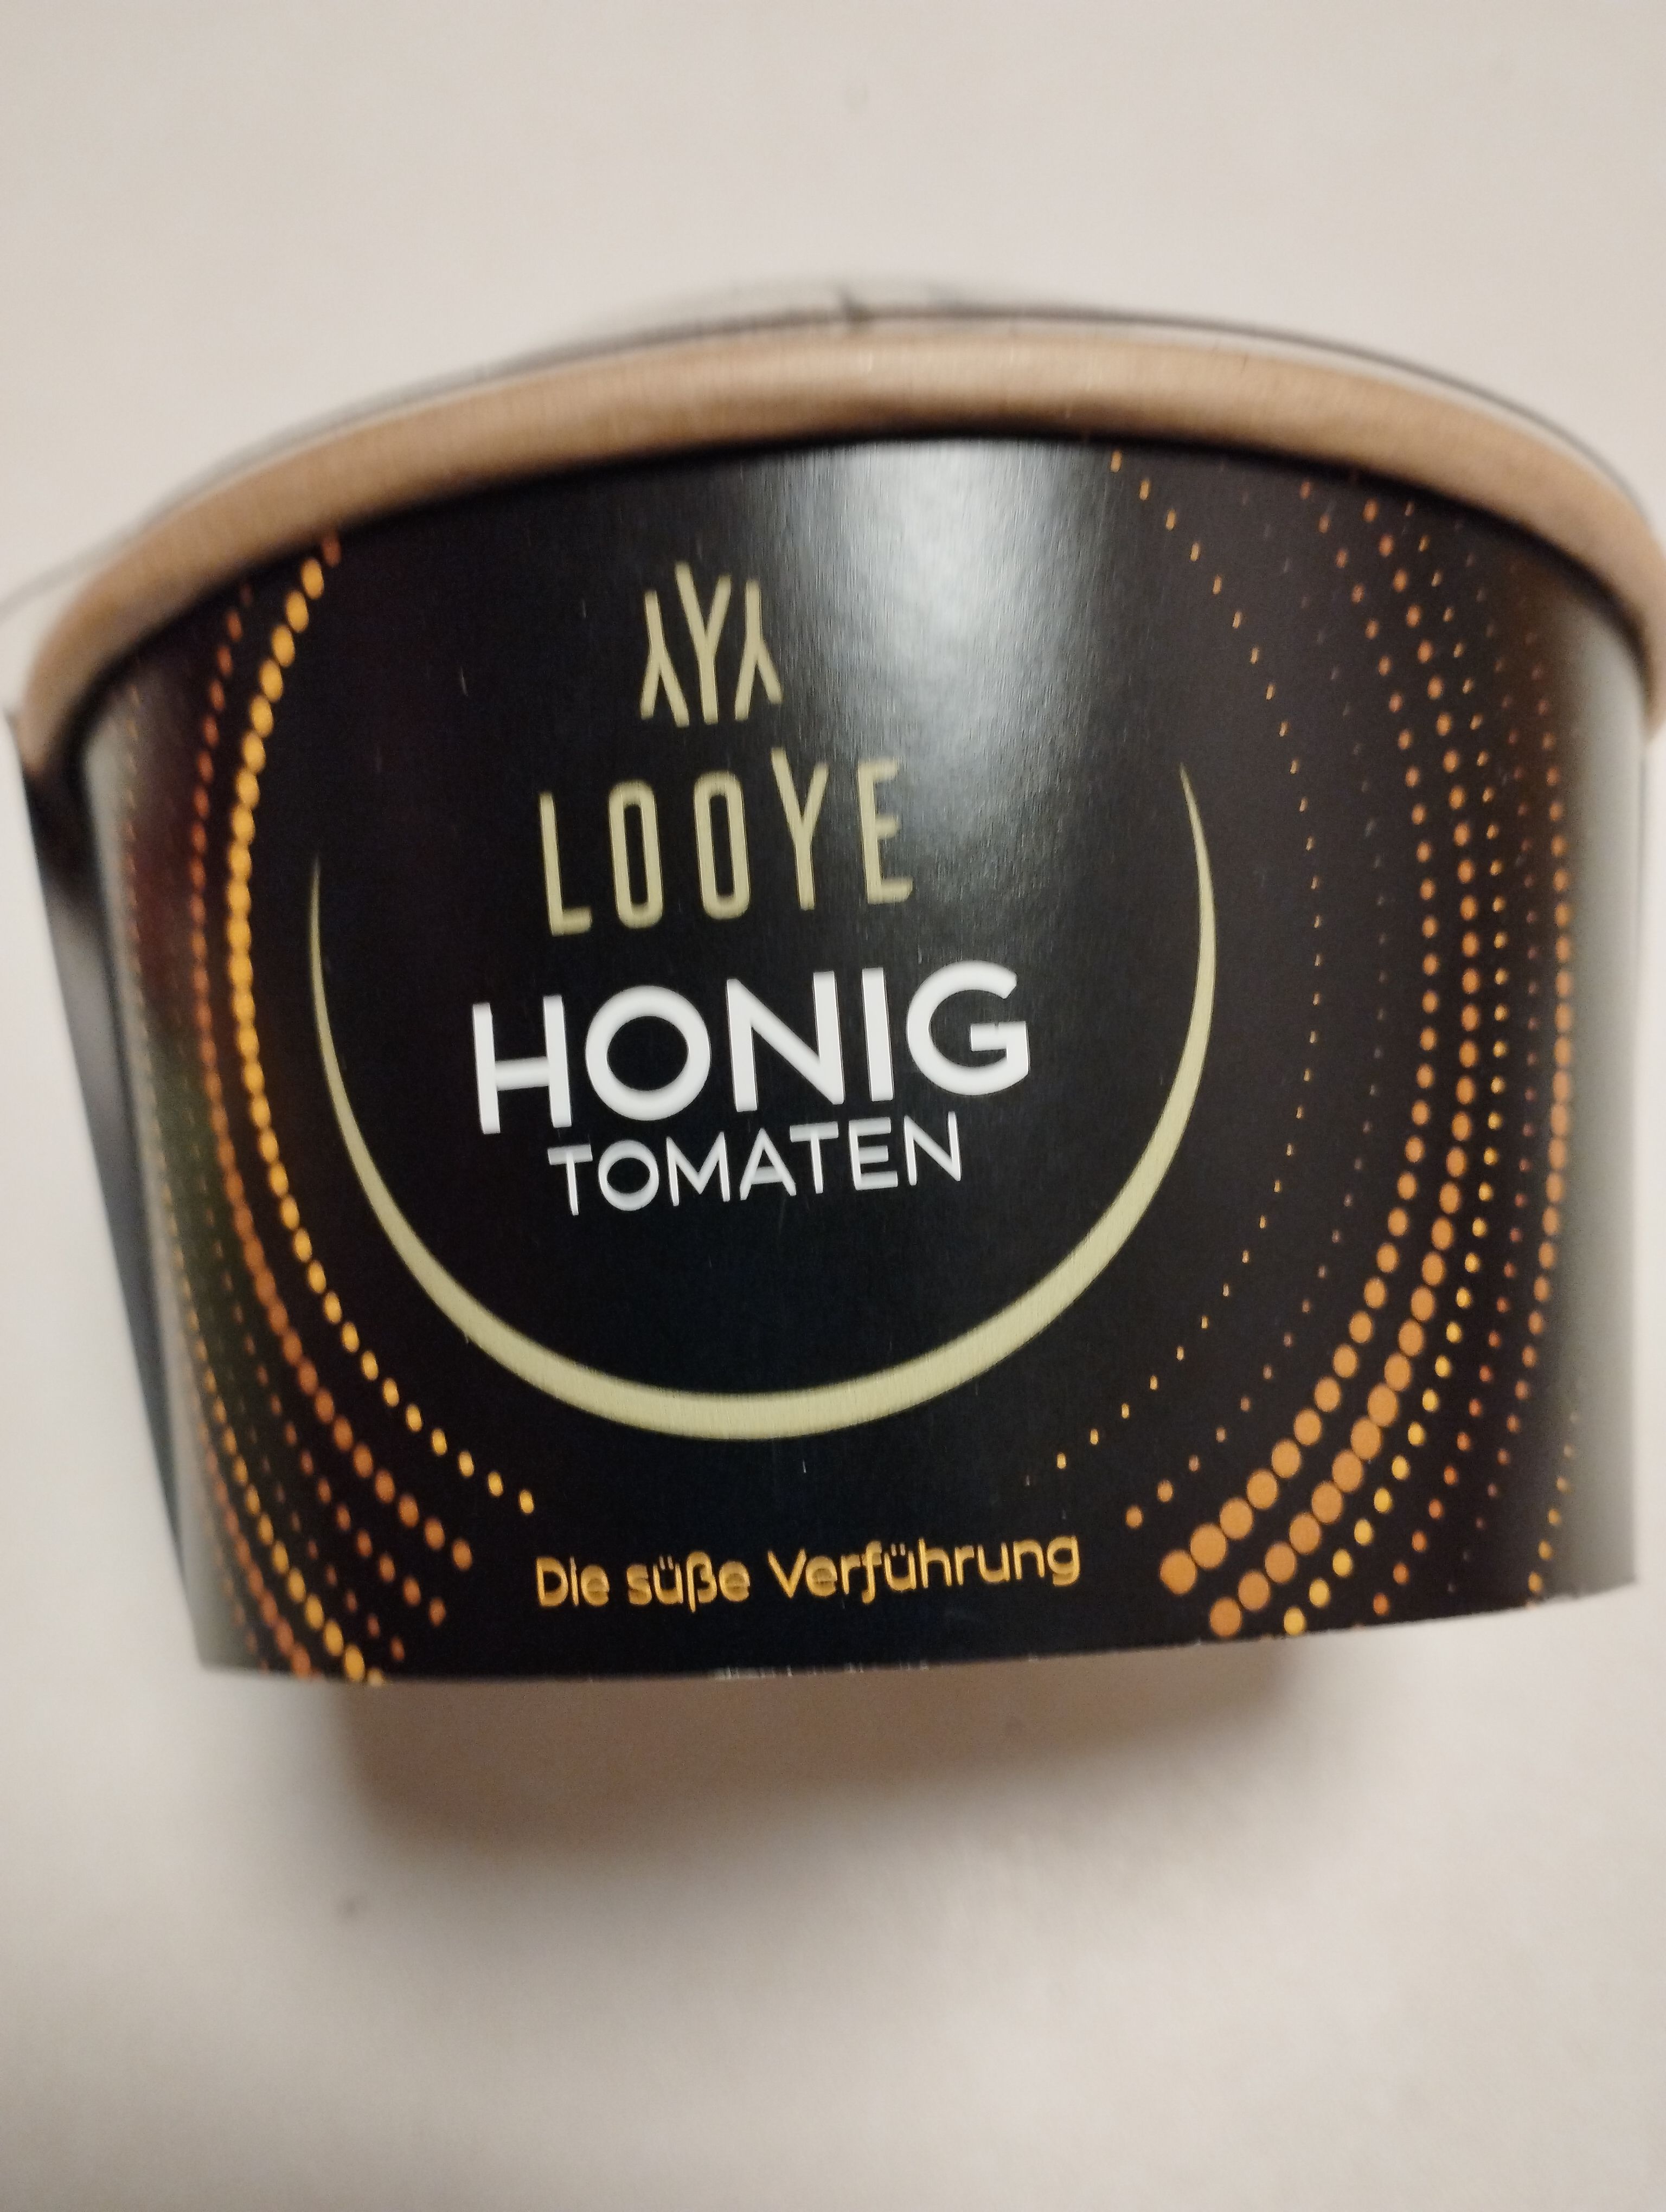 LOOYE
HONIG
TOMATEN
Die süße Verführung